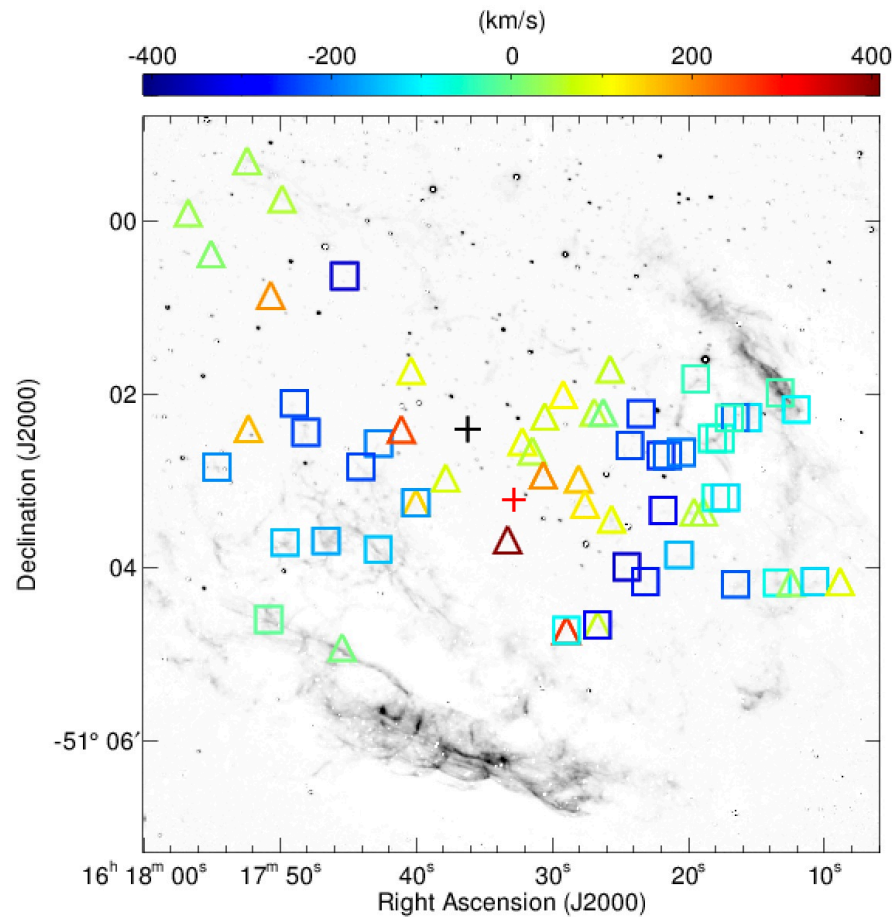 (km/s)
-400 -200 0 200 400
00
02
04
-51° 06′
Declination (J2000)
16ʰ 18ᵐ 00ˢ 17ᵐ 50ˢ 40ˢ 30ˢ 20ˢ 10ˢ
Right Ascension (J2000)